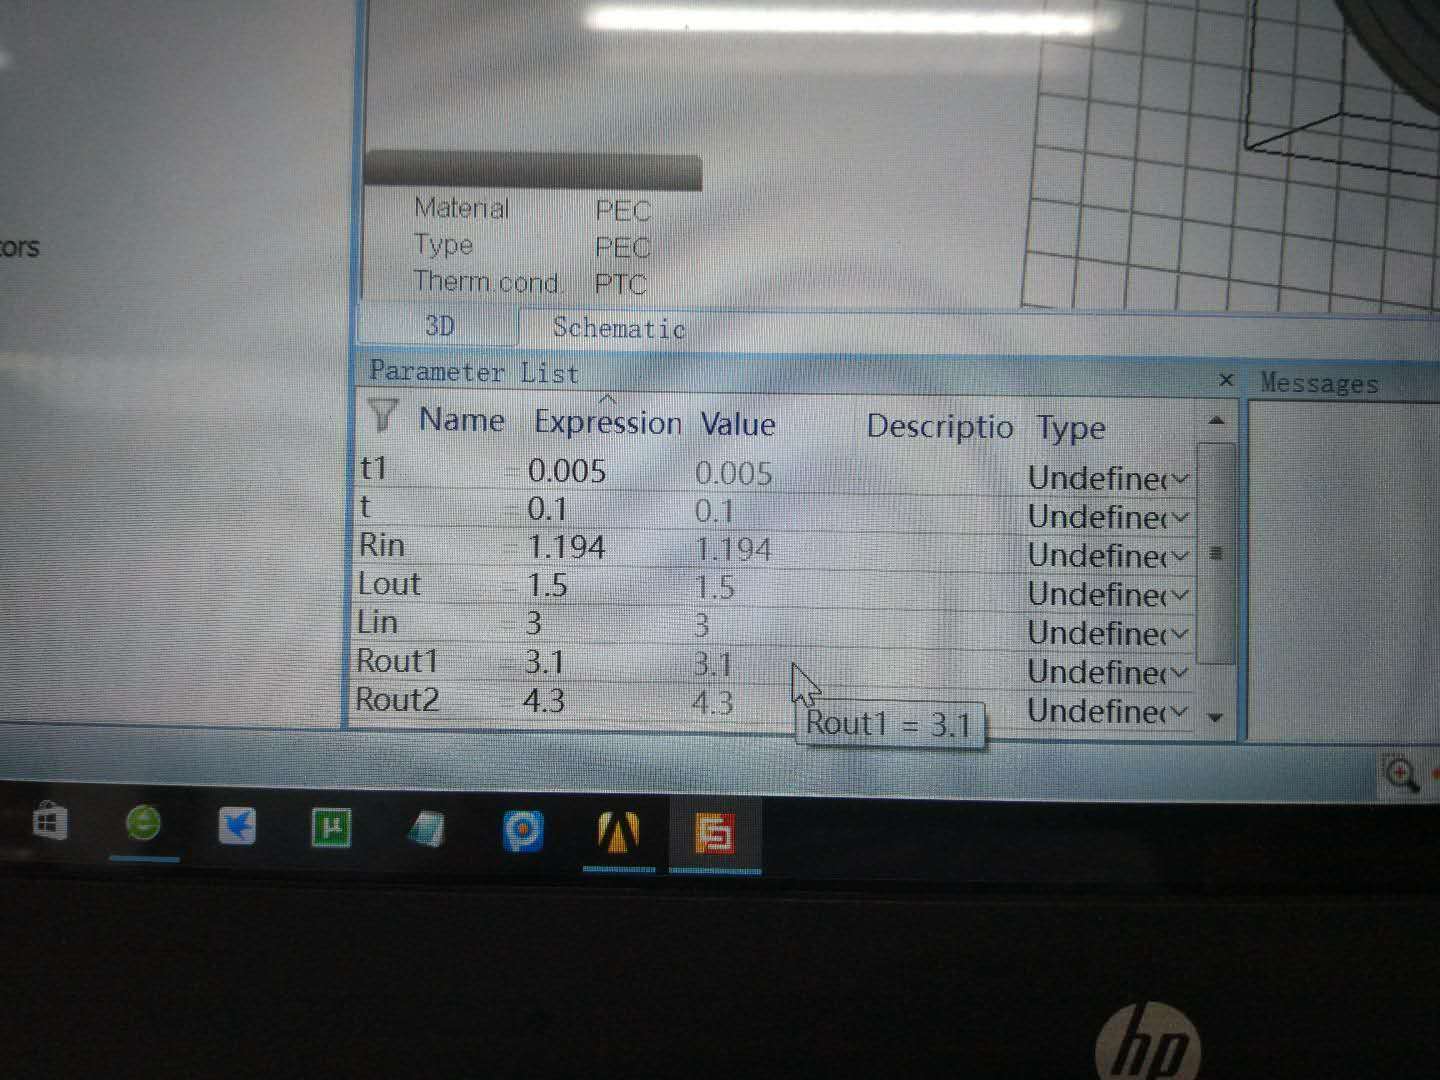 ors
Material PEC
Type PEC
Therm.cond. PTC
3D Schematic
Parameter List × Messages
Name Expression Value Descriptio Type
t1 = 0.005 0.005 Undefine
t = 0.1 0.1 Undefine
Rin = 1.194 1.194 Undefine
Lout = 1.5 1.5 Undefine
Lin = 3 3 Undefine
Rout1 = 3.1 3.1 Undefine
Rout2 = 4.3 4.3 Undefine
Rout1 = 3.1
µ
hp